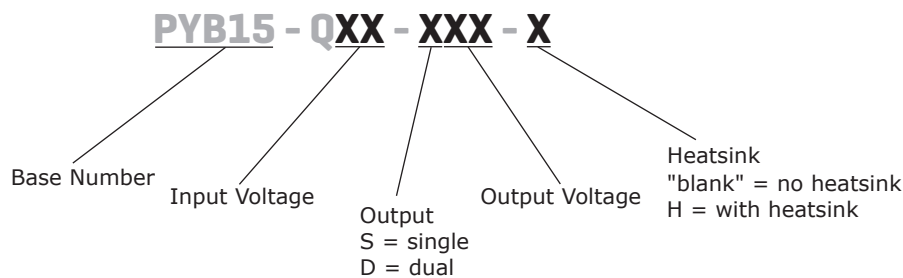 PYB15 - QXX - XXX - X
Base Number
Input Voltage
Output
S = single
D = dual
Output Voltage
Heatsink
"blank" = no heatsink
H = with heatsink